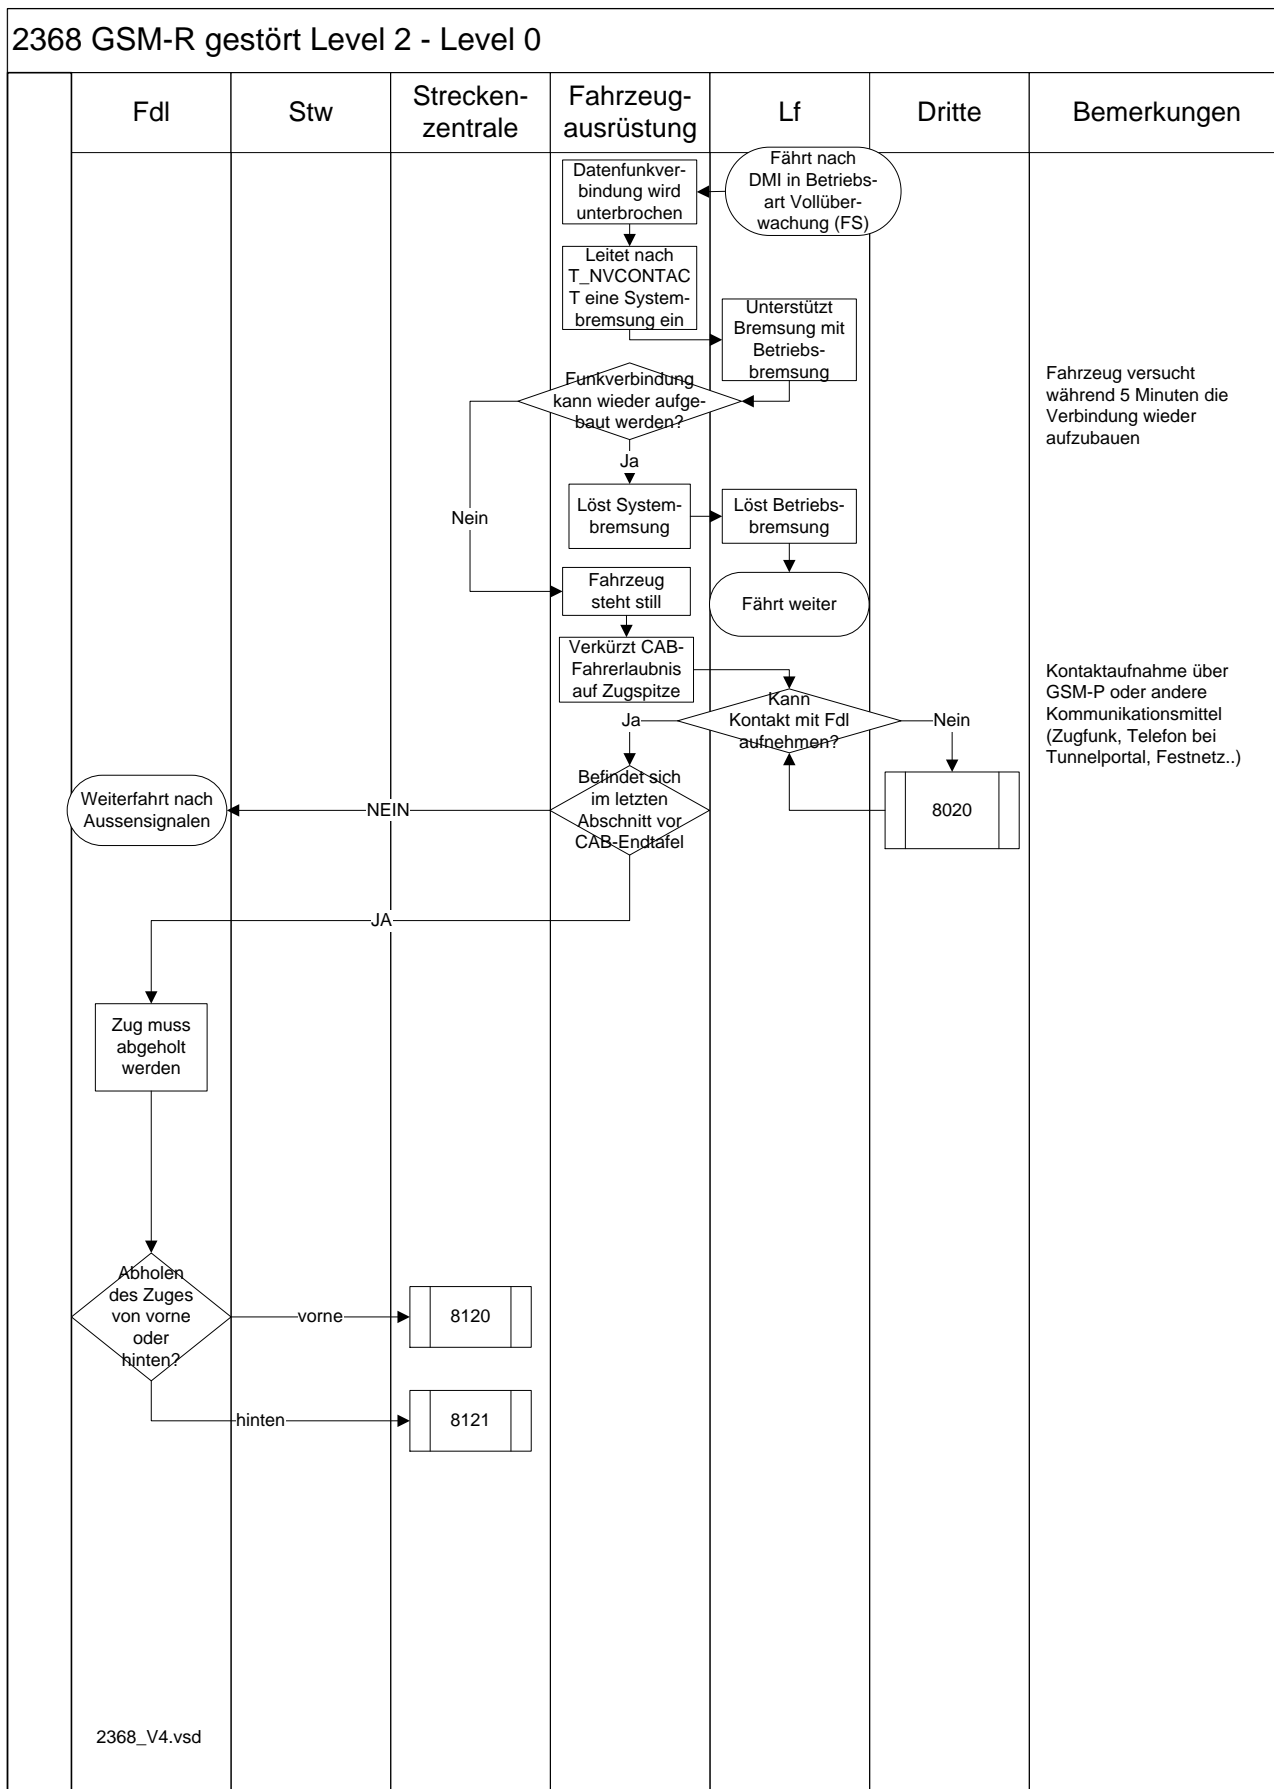 2368 GSM-R gestört Level 2 - Level 0
Fdl
Stw
Strecken-
zentrale
Fahrzeug-
ausrüstung
Lf
Dritte
Bemerkungen
Fährt nach
DMI in Betriebs-
art Vollüber-
wachung (FS)
Datenfunkver-
bindung wird
unterbrochen
Leitet nach
T_NVCONTAC
T eine System-
bremsung ein
Unterstützt
Bremsung mit
Betriebs-
bremsung
Funkverbindung
kann wieder aufge-
baut werden?
Fahrzeug versucht
während 5 Minuten die
Verbindung wieder
aufzubauen
Ja
Nein
Löst System-
bremsung
Löst Betriebs-
bremsung
Fahrzeug
steht still
Fährt weiter
Verkürzt CAB-
Fahrerlaubnis
auf Zugspitze
Kann
Kontakt mit Fdl
aufnehmen?
Ja
Nein
Kontaktaufnahme über
GSM-P oder andere
Kommunikationsmittel
(Zugfunk, Telefon bei
Tunnelportal, Festnetz..)
Befindet sich
im letzten
Abschnitt vor
CAB-Endtafel
8020
NEIN
Weiterfahrt nach
Aussensignalen
JA
Zug muss
abgeholt
werden
Abholen
des Zuges
von vorne
oder
hinten?
vorne
8120
hinten
8121
2368_V4.vsd